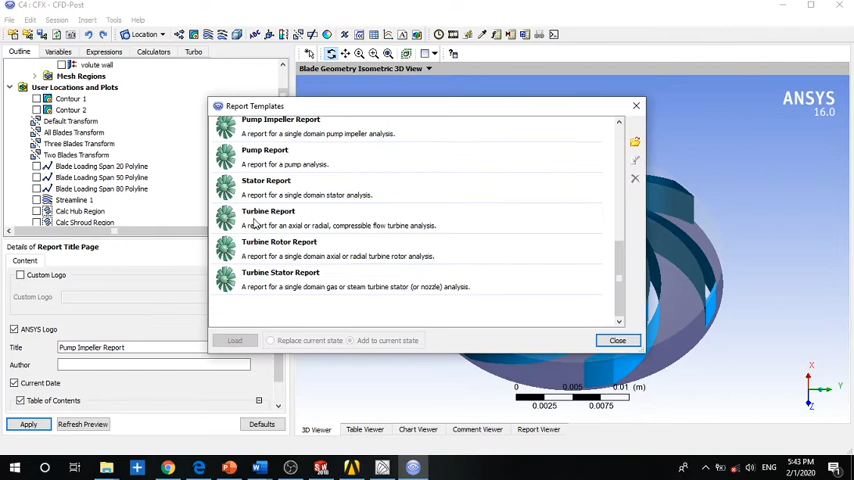 C4 : CFX - CFD-Post
File Edit Session Insert Tools Help
Location
Outline Variables Expressions Calculators Turbo
volute wall
Mesh Regions
User Locations and Plots
Contour 1
Contour 2
Default Transform
All Blades Transform
Three Blades Transform
Two Blades Transform
Blade Loading Span 20 Polyline
Blade Loading Span 50 Polyline
Blade Loading Span 80 Polyline
Streamline 1
Calc Hub Region
Calc Shroud Region
Details of Report Title Page
Content
Custom Logo
Custom Logo
ANSYS Logo
Title Pump Impeller Report
Author
Current Date
Table of Contents
Apply Refresh Preview Defaults
Blade Geometry Isometric 3D View
ANSYS
16.0
Report Templates
Pump Impeller Report
A report for a single domain pump impeller analysis.
Pump Report
A report for a pump analysis.
Stator Report
A report for a single domain stator analysis.
Turbine Report
A report for an axial or radial, compressible flow turbine analysis.
Turbine Rotor Report
A report for a single domain axial or radial turbine rotor analysis.
Turbine Stator Report
A report for a single domain gas or steam turbine stator (or nozzle) analysis.
Load Replace current state Add to current state Close
0 0.005 0.01 (m)
0.0025 0.0075
X
Y
Z
3D Viewer Table Viewer Chart Viewer Comment Viewer Report Viewer
ENG
5:43 PM
2/1/2020